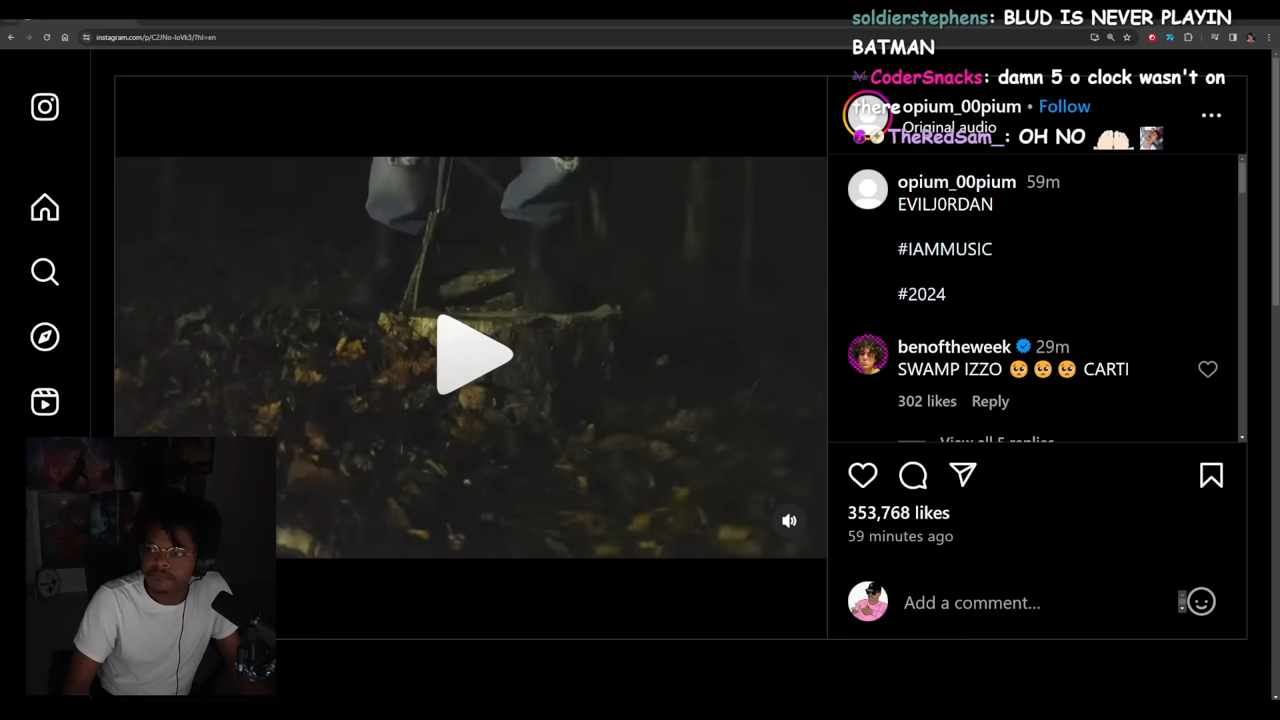 instagram.com/p/C2JNo-IoVk3/?hl=en
soldierstephens: BLUD IS NEVER PLAYIN
BATMAN
CoderSnacks: damn 5 o clock wasn't on
there
opium_00pium • Follow
Original audio
TheRedSam_: OH NO
opium_00pium 59m
EVILJ0RDAN
#IAMMUSIC
#2024
benoftheweek 29m
SWAMP IZZO 🥺 🥺 🥺 CARTI
302 likes Reply
View all 5 replies
353,768 likes
59 minutes ago
Add a comment...